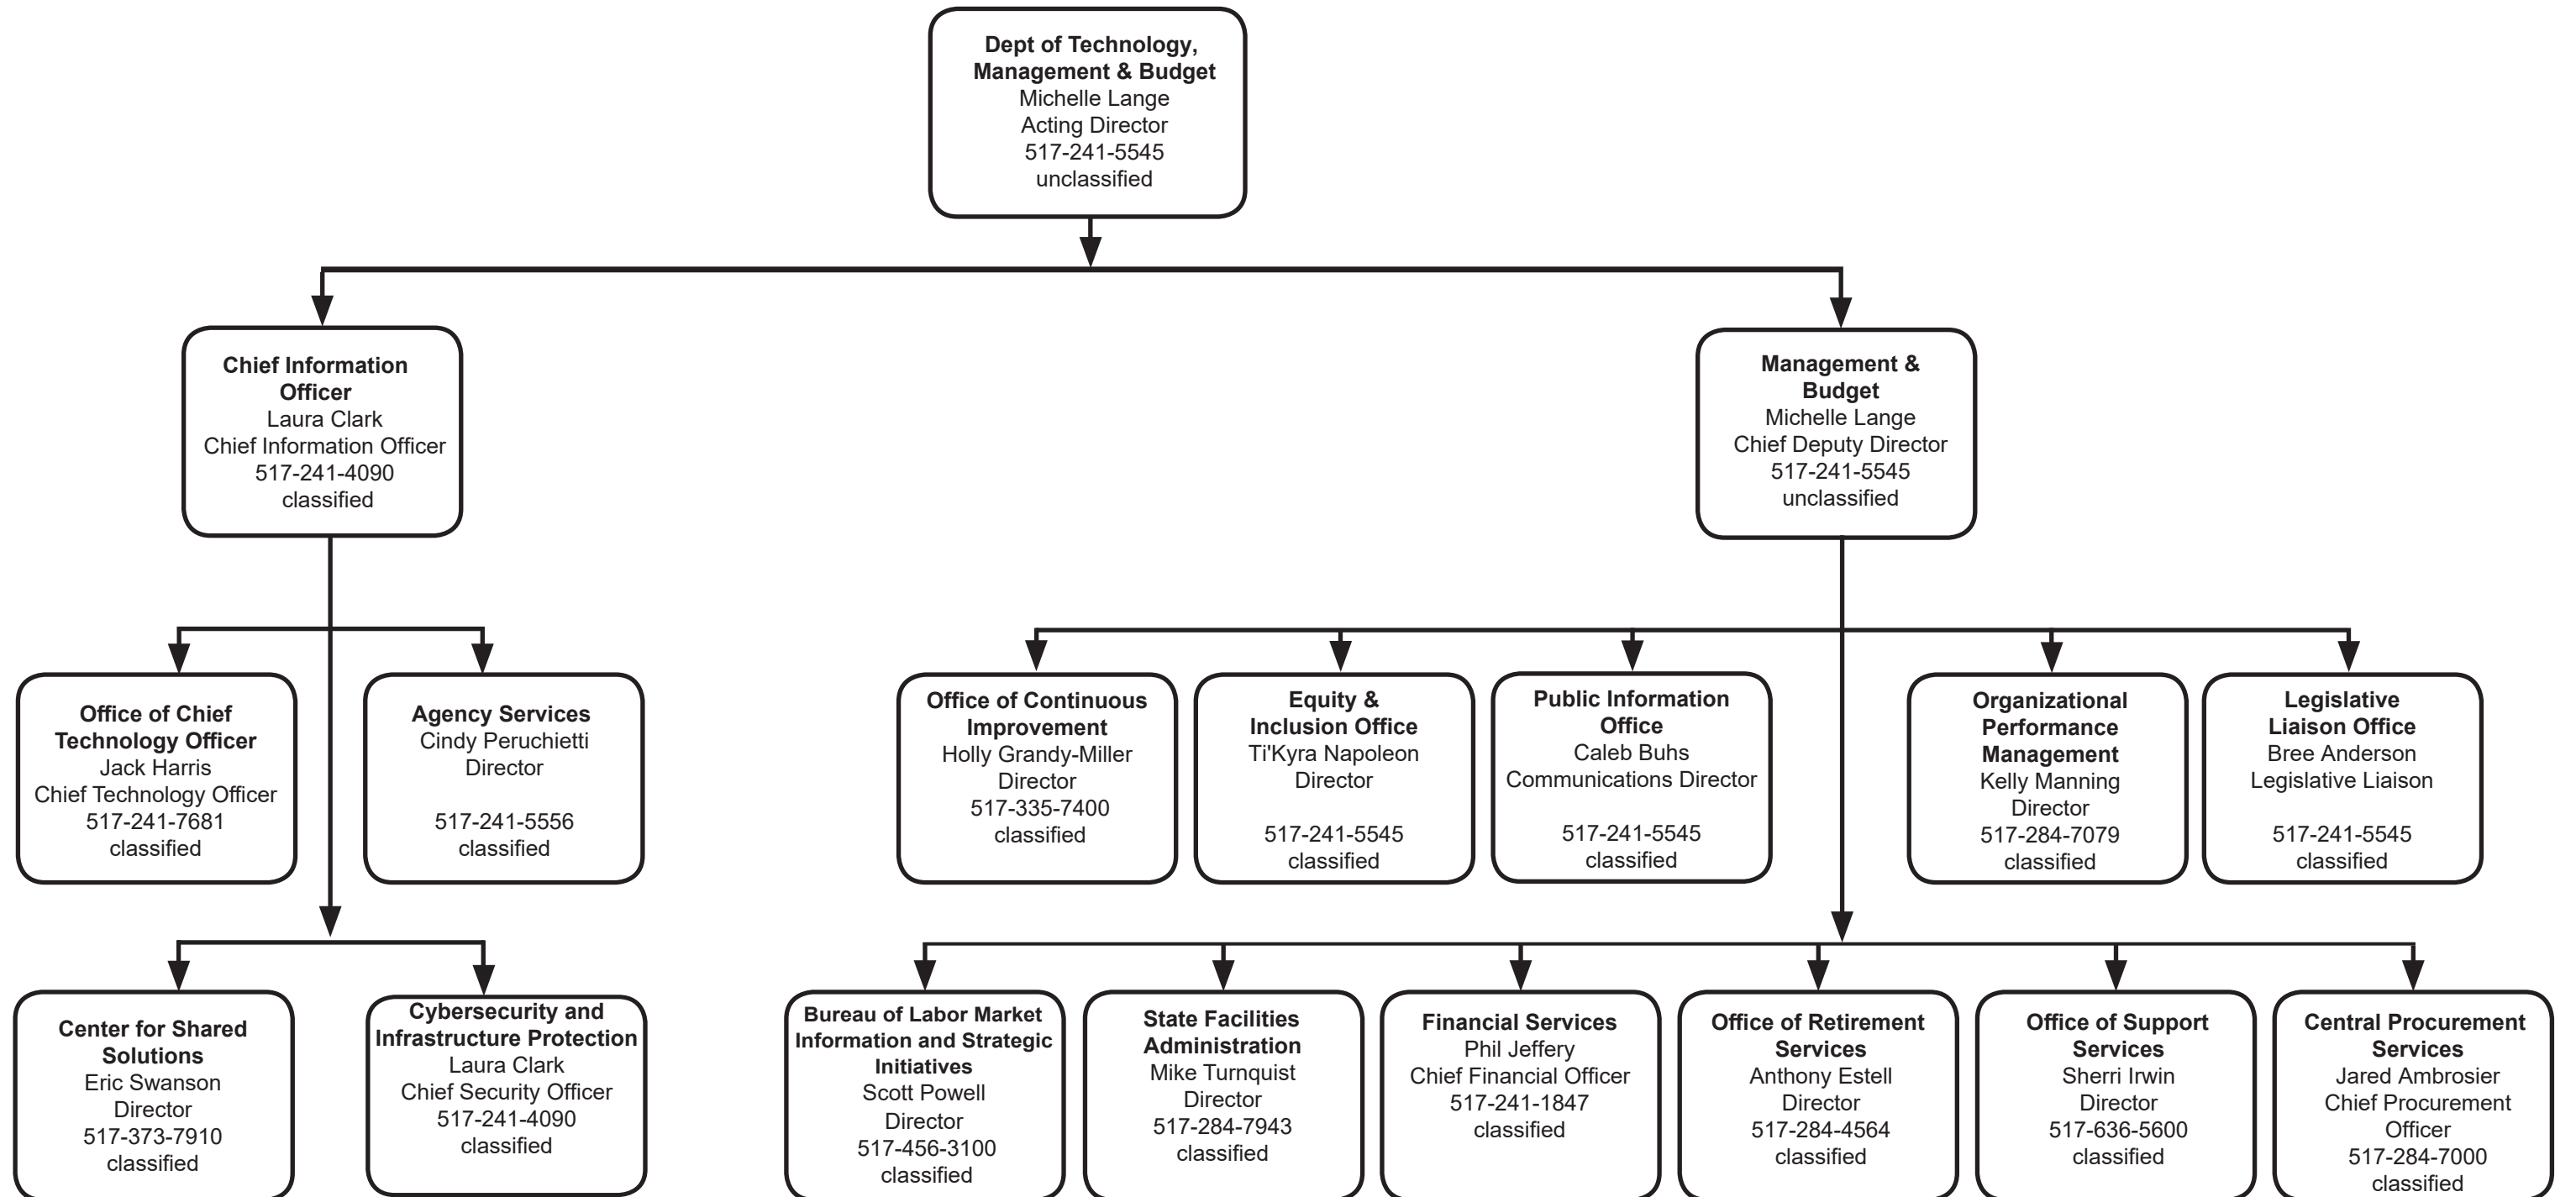 Dept of Technology,
Management & Budget
Michelle Lange
Acting Director
517-241-5545
unclassified
Chief Information
Officer
Laura Clark
Chief Information Officer
517-241-4090
classified
Management &
Budget
Michelle Lange
Chief Deputy Director
517-241-5545
unclassified
Office of Chief
Technology Officer
Jack Harris
Chief Technology Officer
517-241-7681
classified
Agency Services
Cindy Peruchietti
Director
517-241-5556
classified
Office of Continuous
Improvement
Holly Grandy-Miller
Director
517-335-7400
classified
Equity &
Inclusion Office
Ti'Kyra Napoleon
Director
517-241-5545
classified
Public Information
Office
Caleb Buhs
Communications Director
517-241-5545
classified
Organizational
Performance
Management
Kelly Manning
Director
517-284-7079
classified
Legislative
Liaison Office
Bree Anderson
Legislative Liaison
517-241-5545
classified
Center for Shared
Solutions
Eric Swanson
Director
517-373-7910
classified
Cybersecurity and
Infrastructure Protection
Laura Clark
Chief Security Officer
517-241-4090
classified
Bureau of Labor Market
Information and Strategic
Initiatives
Scott Powell
Director
517-456-3100
classified
State Facilities
Administration
Mike Turnquist
Director
517-284-7943
classified
Financial Services
Phil Jeffery
Chief Financial Officer
517-241-1847
classified
Office of Retirement
Services
Anthony Estell
Director
517-284-4564
classified
Office of Support
Services
Sherri Irwin
Director
517-636-5600
classified
Central Procurement
Services
Jared Ambrosier
Chief Procurement
Officer
517-284-7000
classified